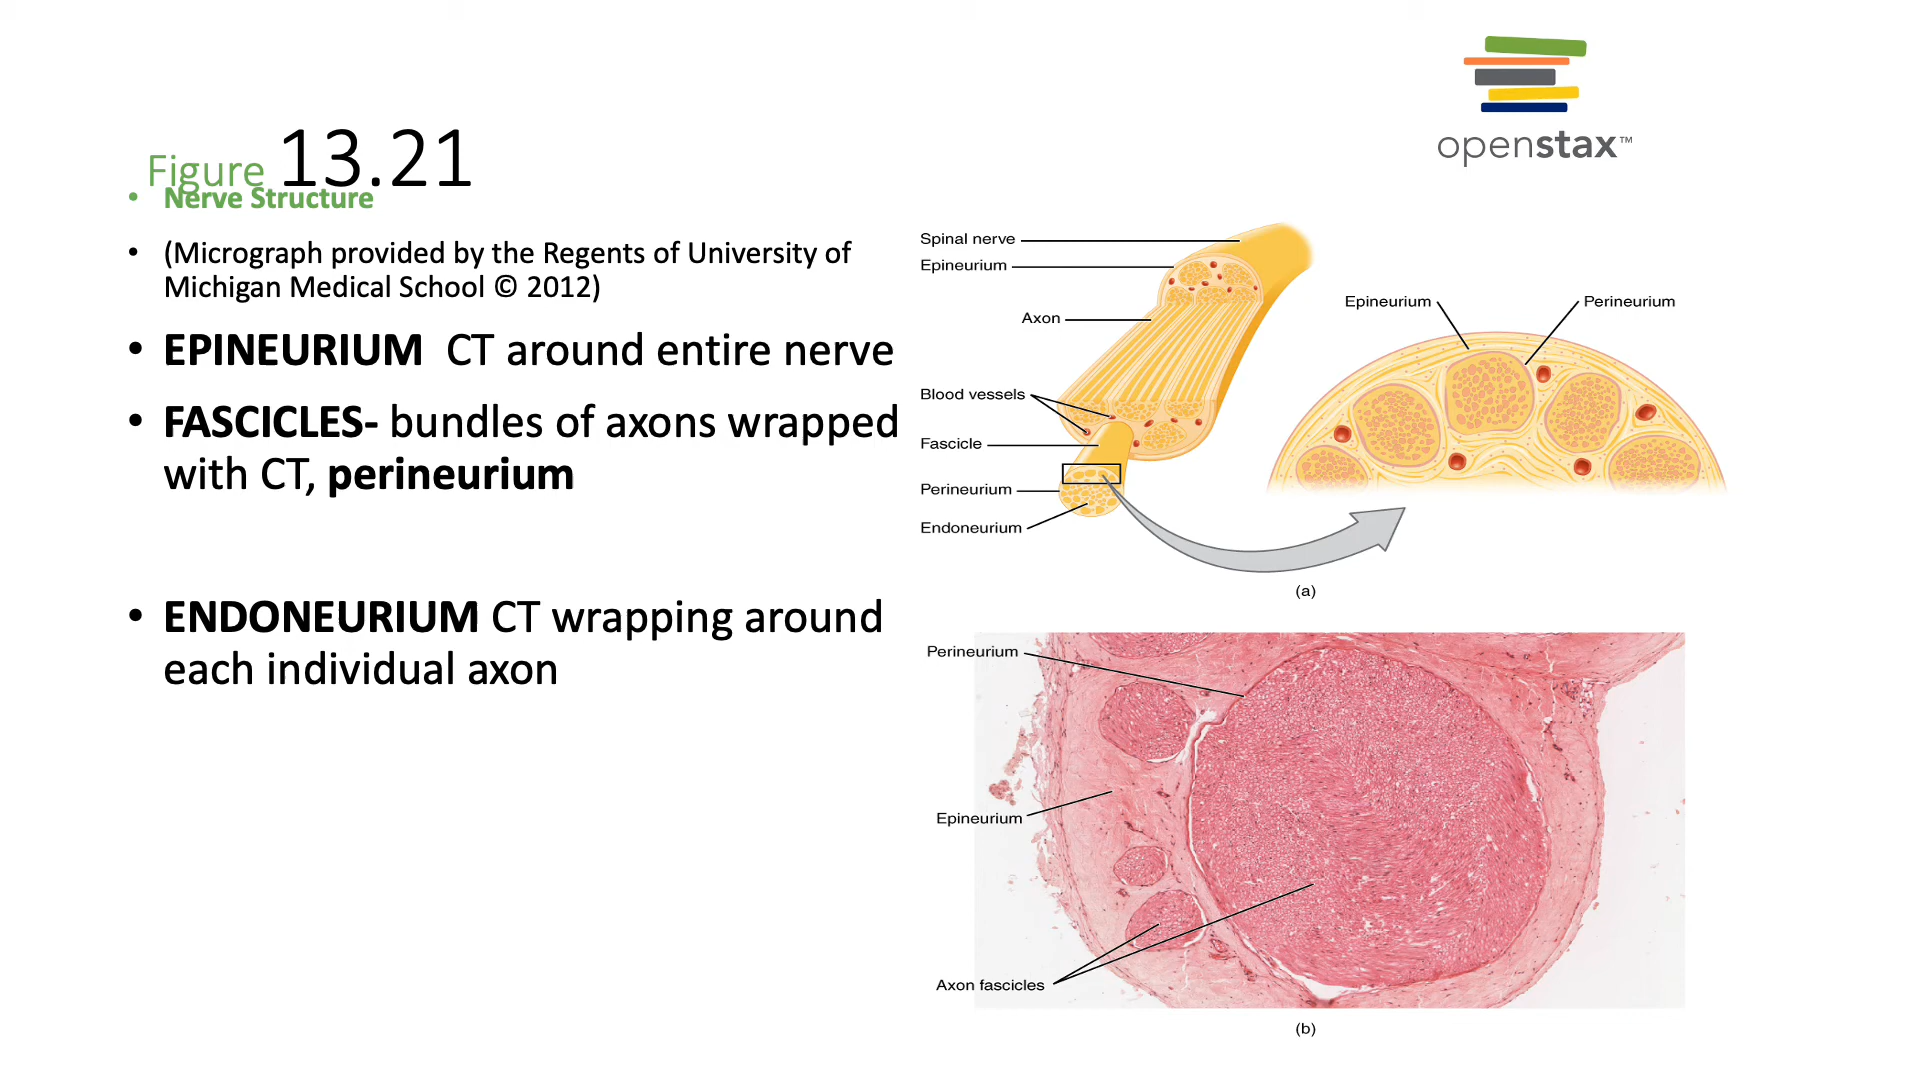 openstax™
Figure 13.21
• Nerve Structure
• (Micrograph provided by the Regents of University of
Michigan Medical School © 2012)
• EPINEURIUM CT around entire nerve
• FASCICLES- bundles of axons wrapped
with CT, perineurium
• ENDONEURIUM CT wrapping around
each individual axon
Spinal nerve
Epineurium
Axon
Blood vessels
Fascicle
Perineurium
Endoneurium
Epineurium
Perineurium
(a)
Perineurium
Epineurium
Axon fascicles
(b)